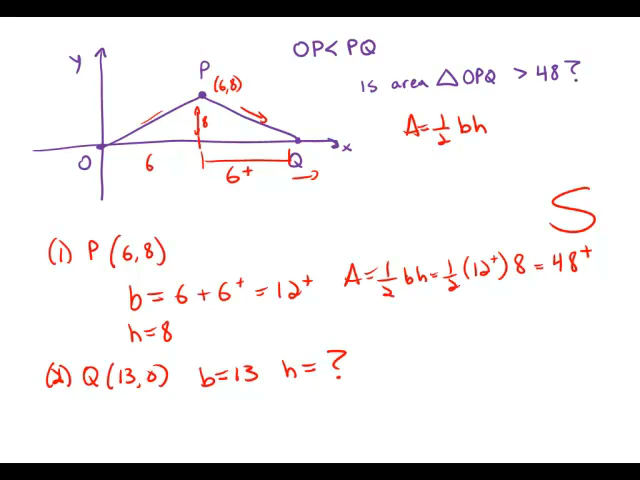 OP < PQ
y
P
(6,8)
is area △OPQ > 48 ?
8
A = 1/2 bh
x
O
6
6+
Q
S
(1) P (6,8)
b = 6 + 6+ = 12+
A = 1/2 bh = 1/2 (12+) 8 = 48+
h = 8
(2) Q (13, 0) b = 13 h = ?